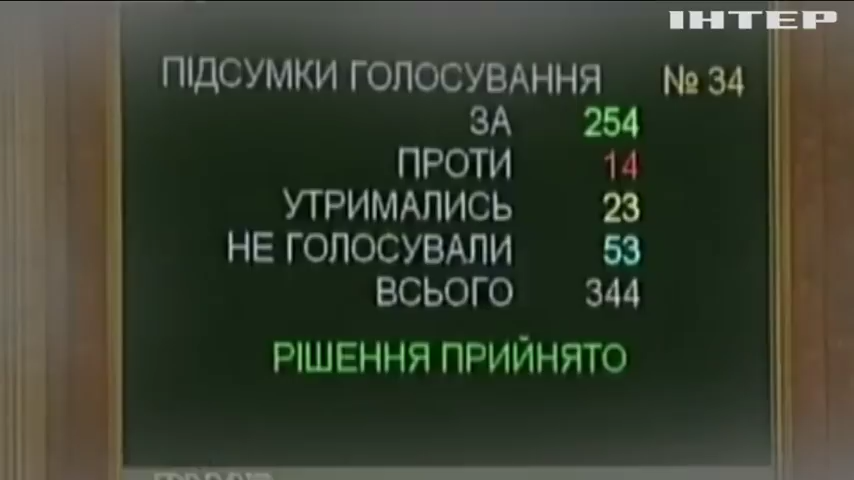 ІНТЕР
ПІДСУМКИ ГОЛОСУВАННЯ № 34
ЗА 254
ПРОТИ 14
УТРИМАЛИСЬ 23
НЕ ГОЛОСУВАЛИ 53
ВСЬОГО 344
РІШЕННЯ ПРИЙНЯТО